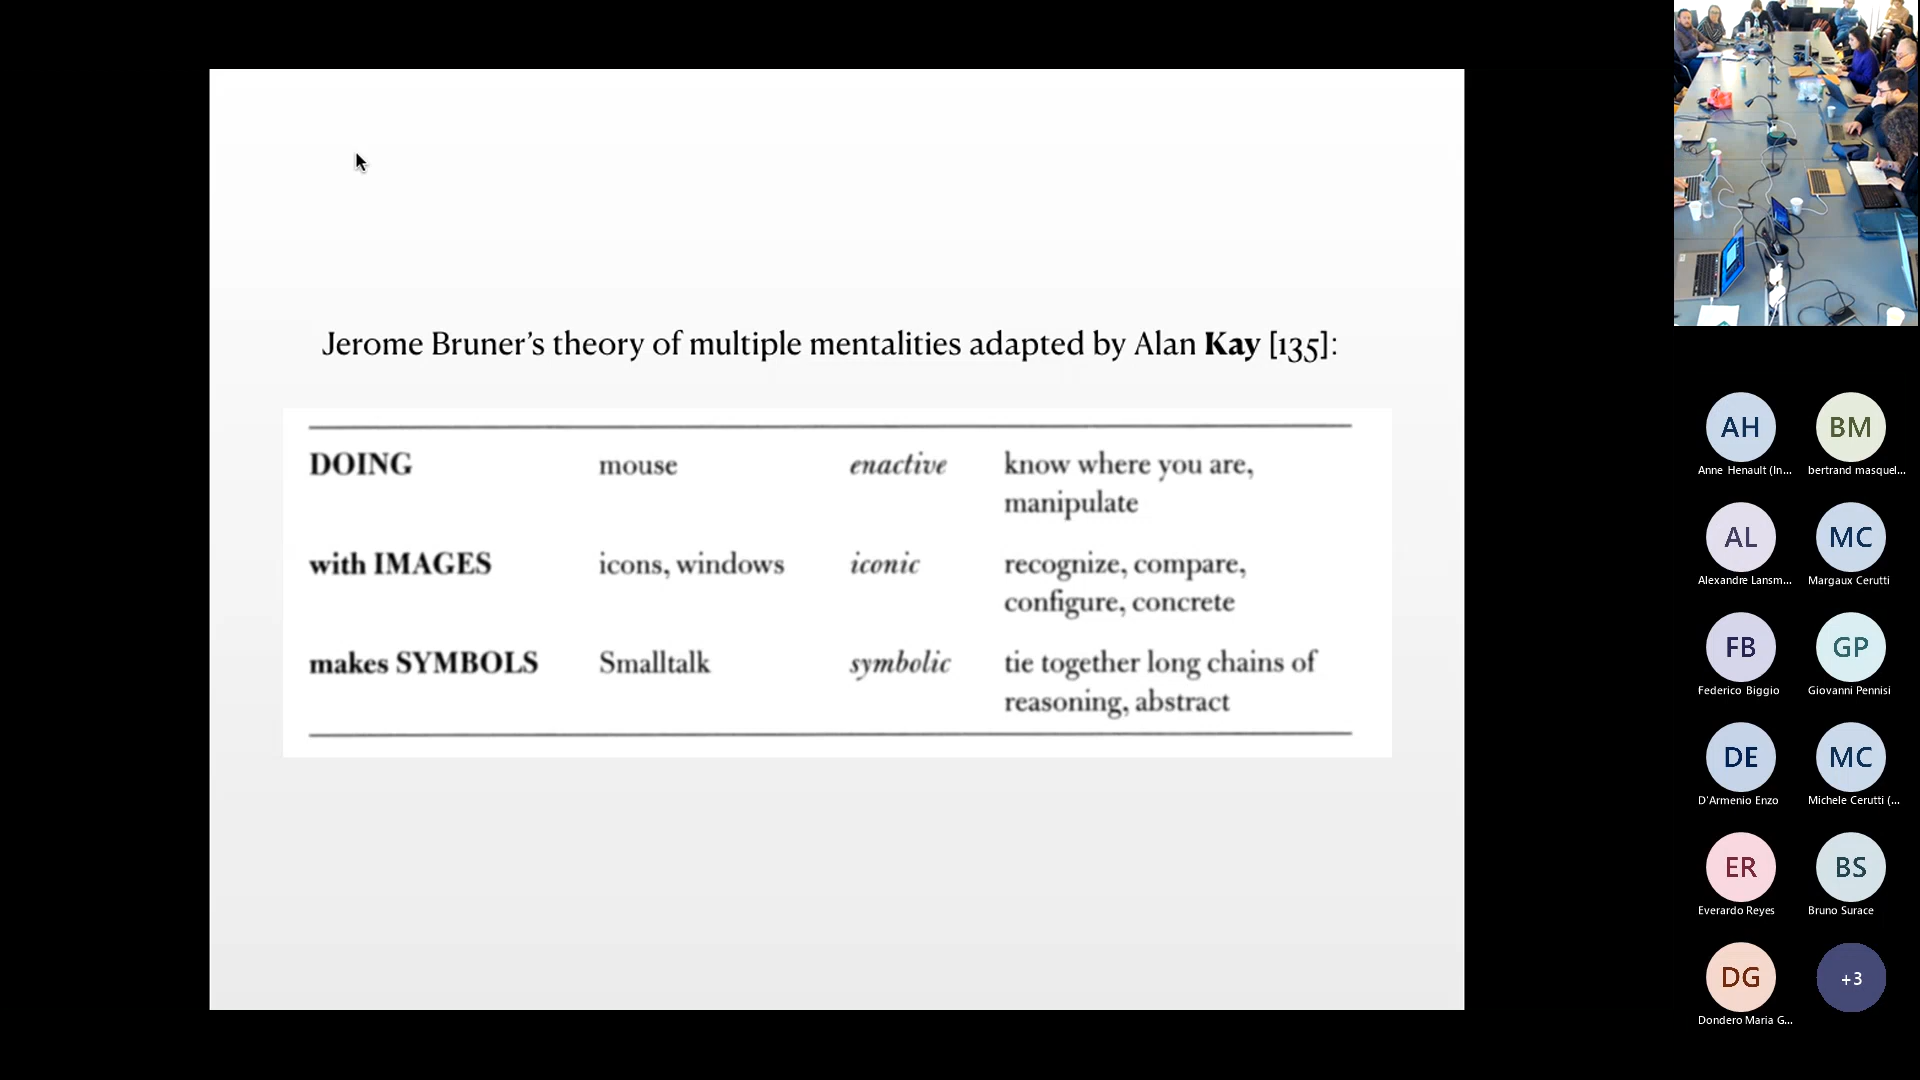 Jerome Bruner’s theory of multiple mentalities adapted by Alan Kay [135]:
DOING mouse enactive know where you are,
manipulate
with IMAGES icons, windows iconic recognize, compare,
configure, concrete
makes SYMBOLS Smalltalk symbolic tie together long chains of
reasoning, abstract
AH BM
Anne Henault (In... bertrand masquel...
AL MC
Alexandre Lansm... Margaux Cerutti
FB GP
Federico Biggio Giovanni Pennisi
DE MC
D'Armenio Enzo Michele Cerutti (...
ER BS
Everardo Reyes Bruno Surace
DG +3
Dondero Maria G...